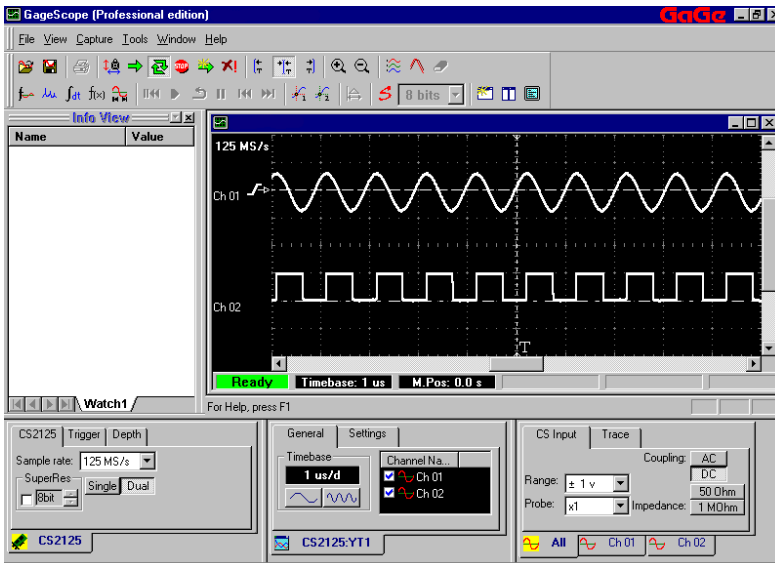 GageScope (Professional edition) GaGe
File View Capture Tools Window Help
8 bits
Info View
Name Value
Watch1
125 MS/s
Ch 01
Ch 02
T
Ready Timebase: 1 us M.Pos: 0.0 s
For Help, press F1
CS2125 Trigger Depth
Sample rate: 125 MS/s
SuperRes
8bit
Single Dual
CS2125
General Settings
Timebase
1 us/d
Channel Na...
Ch 01
Ch 02
CS2125:YT1
CS Input Trace
Coupling: AC
DC
Range: ± 1 v
50 Ohm
Probe: x1 Impedance: 1 MOhm
All Ch 01 Ch 02